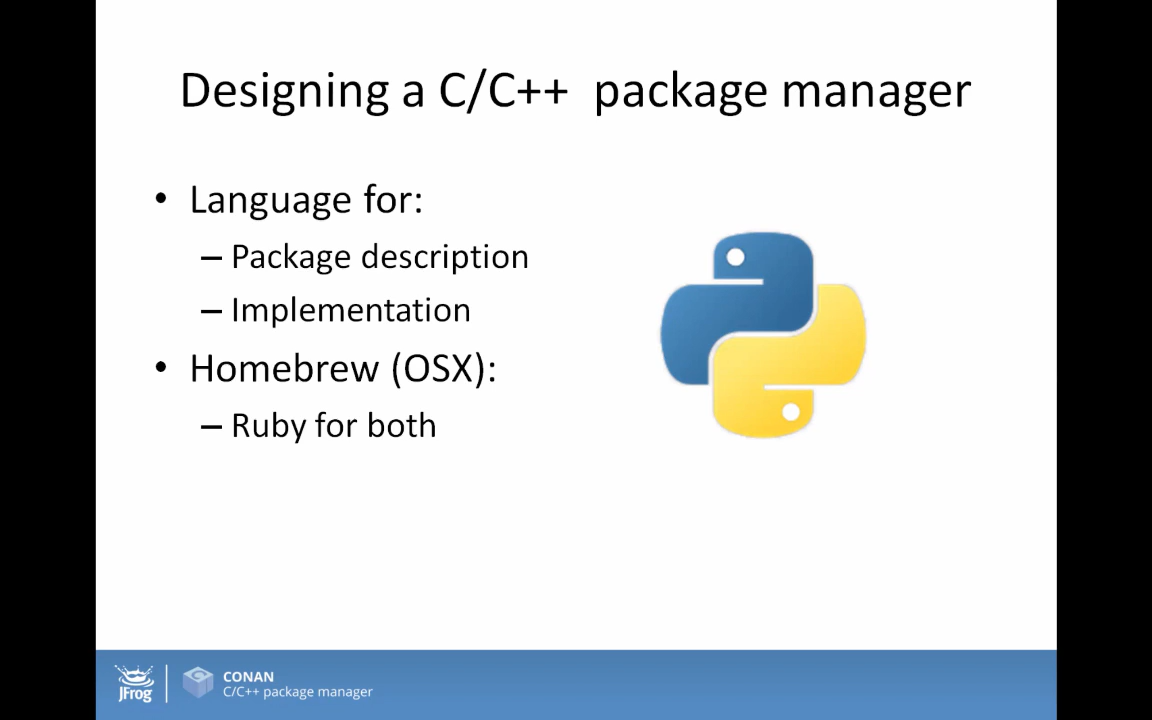 Designing a C/C++ package manager
• Language for:
– Package description
– Implementation
• Homebrew (OSX):
– Ruby for both
JFrog
CONAN
C/C++ package manager